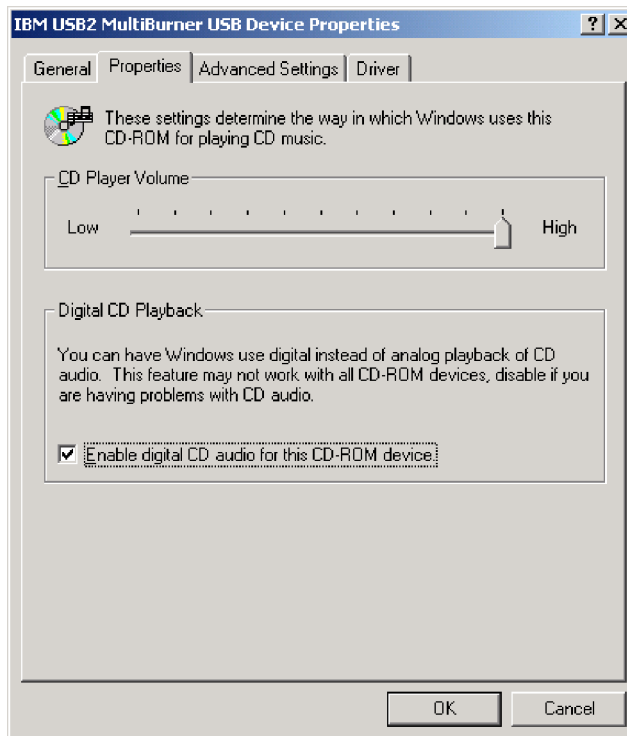 IBM USB2 MultiBurner USB Device Properties
General Properties Advanced Settings Driver
These settings determine the way in which Windows uses this
CD-ROM for playing CD music.
CD Player Volume
Low High
Digital CD Playback
You can have Windows use digital instead of analog playback of CD
audio. This feature may not work with all CD-ROM devices, disable if you
are having problems with CD audio.
Enable digital CD audio for this CD-ROM device.
OK Cancel